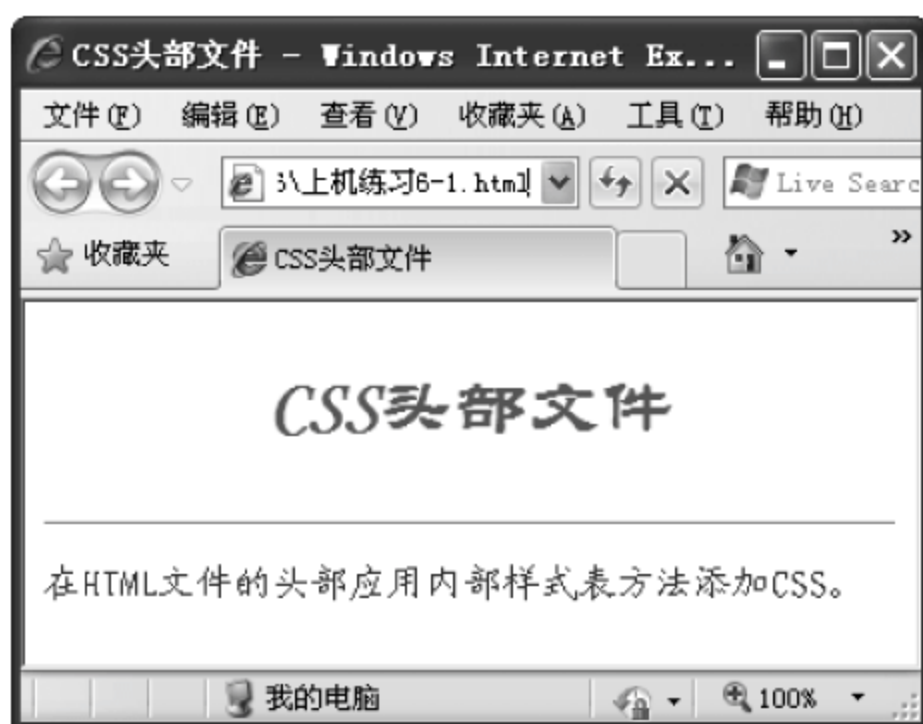 CSS头部文件 - Windows Internet Ex...
文件(F) 编辑(E) 查看(V) 收藏夹(A) 工具(T) 帮助(H)
\上机练习6-1.html Live Searc
收藏夹 CSS头部文件 »
CSS头部文件
在HTML文件的头部应用内部样式表方法添加CSS。
我的电脑 100%